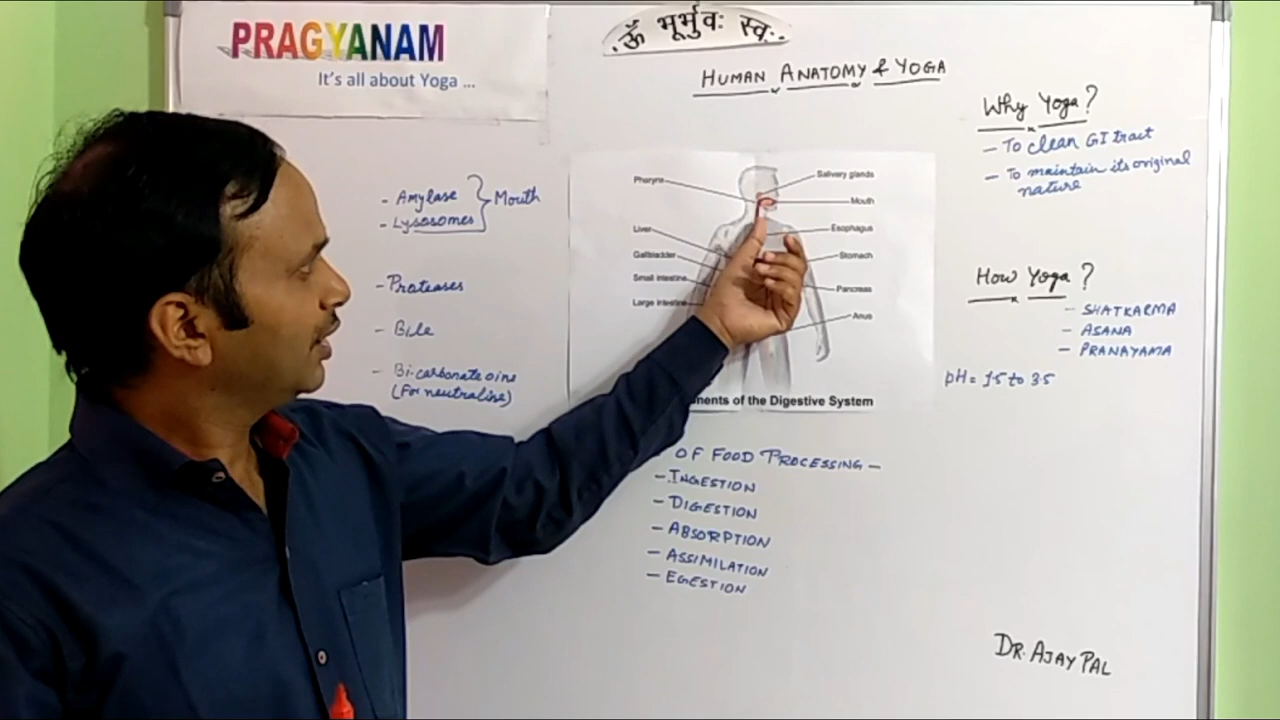 PRAGYANAM
It's all about Yoga ...
ॐ भूर्भुवः स्वः.
HUMAN ANATOMY & YOGA
- Amylase
- Lysosomes
Mouth
- Proteases
- Bile
- Bi-carbonate oins
(For neutralise)
Pharynx
Liver
Gallbladder
Small intestine
Large intestine
Salivery glands
Mouth
Esophagus
Stomach
Pancreas
Anus
of the Digestive System
OF FOOD PROCESSING -
- INGESTION
- DIGESTION
- ABSORPTION
- ASSIMILATION
- EGESTION
Why Yoga?
- To clean GI tract
- To maintain its original
nature
How Yoga?
- SHATKARMA
- ASANA
- PRANAYAMA
pH = 1.5 to 3.5
DR. AJAY PAL